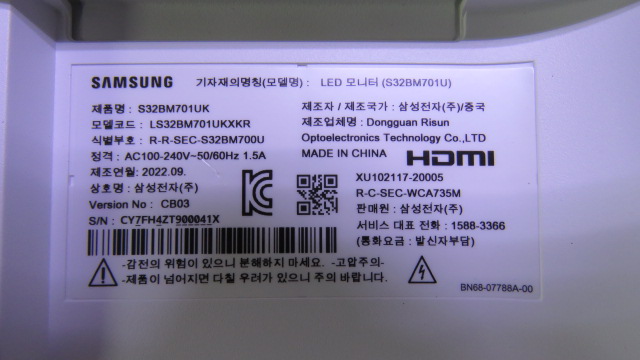 SAMSUNG 기자재의명칭(모델명) : LED 모니터 (S32BM701U)
제품명 : S32BM701UK
모델코드 : LS32BM701UKXKR
식별부호 : R-R-SEC-S32BM700U
정격 : AC100-240V~50/60Hz 1.5A
제조연월:2022.09.
상호명 : 삼성전자(주)
Version No : CB03
S/N : CY7FH4ZT900041X
제조자 / 제조국가 : 삼성전자(주)/중국
제조업체명 : Dongguan Risun
Optoelectronics Technology Co.,LTD
MADE IN CHINA HDMI
XU102117-20005
R-C-SEC-WCA735M
판매원 : 삼성전자(주)
서비스 대표 전화 : 1588-3366
(통화요금 : 발신자부담)
-감전의 위험이 있으니 분해하지 마세요. -고압주의-
-제품이 넘어지면 다칠 우려가 있으니 주의 바랍니다.
BN68-07788A-00